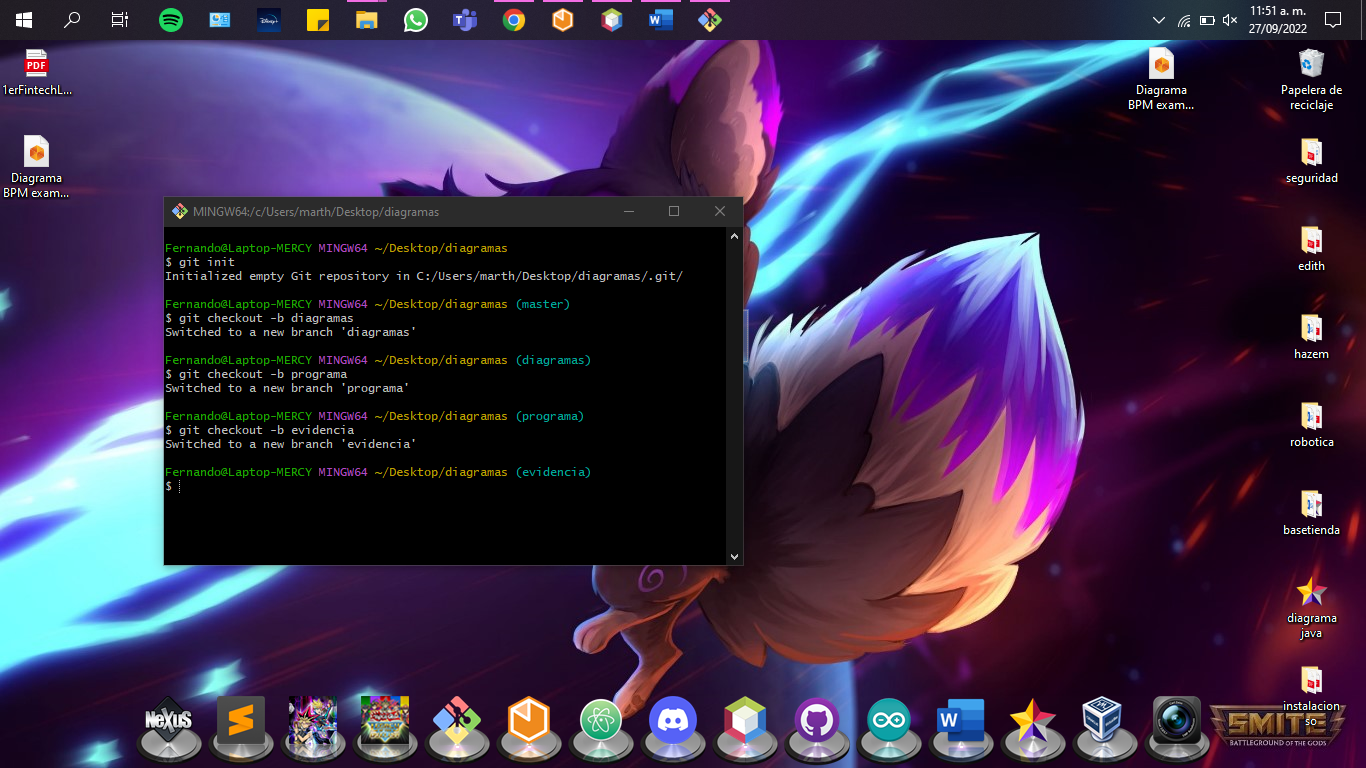 11:51 a. m.
27/09/2022
PDF
1erFintechL...
Diagrama
BPM exam...
Diagrama
BPM exam...
Papelera de
reciclaje
seguridad
edith
hazem
robotica
basetienda
diagrama
java
instalacion
so
MINGW64:/c/Users/marth/Desktop/diagramas
Fernando@Laptop-MERCY MINGW64 ~/Desktop/diagramas
$ git init
Initialized empty Git repository in C:/Users/marth/Desktop/diagramas/.git/
Fernando@Laptop-MERCY MINGW64 ~/Desktop/diagramas (master)
$ git checkout -b diagramas
Switched to a new branch 'diagramas'
Fernando@Laptop-MERCY MINGW64 ~/Desktop/diagramas (diagramas)
$ git checkout -b programa
Switched to a new branch 'programa'
Fernando@Laptop-MERCY MINGW64 ~/Desktop/diagramas (programa)
$ git checkout -b evidencia
Switched to a new branch 'evidencia'
Fernando@Laptop-MERCY MINGW64 ~/Desktop/diagramas (evidencia)
$
NeXuS
W
SMITE
BATTLEGROUND OF THE GODS